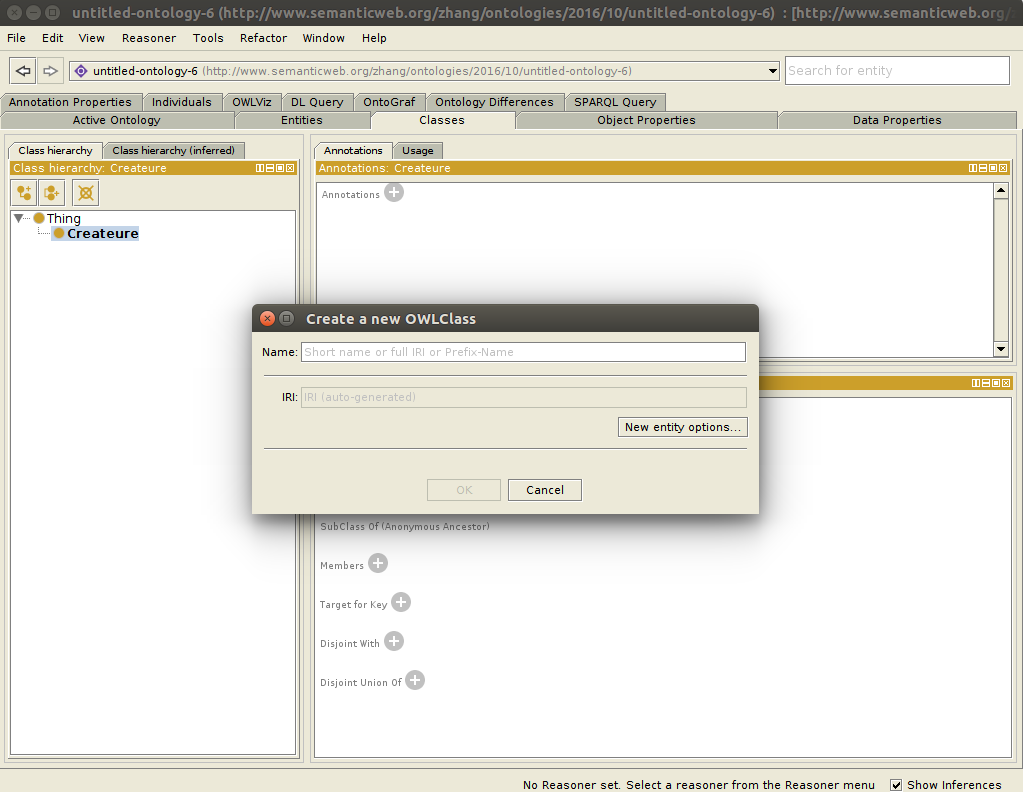 untitled-ontology-6 (http://www.semanticweb.org/zhang/ontologies/2016/10/untitled-ontology-6) : [http://www.semanticweb.org/
File Edit View Reasoner Tools Refactor Window Help
untitled-ontology-6 (http://www.semanticweb.org/zhang/ontologies/2016/10/untitled-ontology-6) Search for entity
Annotation Properties Individuals OWLViz DL Query OntoGraf Ontology Differences SPARQL Query
Active Ontology Entities Classes Object Properties Data Properties
Class hierarchy Class hierarchy (inferred)
Class hierarchy: Createure
Thing
Createure
Annotations Usage
Annotations: Createure
Annotations
Create a new OWLClass
Name: Short name or full IRI or Prefix-Name
IRI: IRI (auto-generated)
New entity options...
OK Cancel
SubClass Of (Anonymous Ancestor)
Members
Target for Key
Disjoint With
Disjoint Union Of
No Reasoner set. Select a reasoner from the Reasoner menu Show Inferences